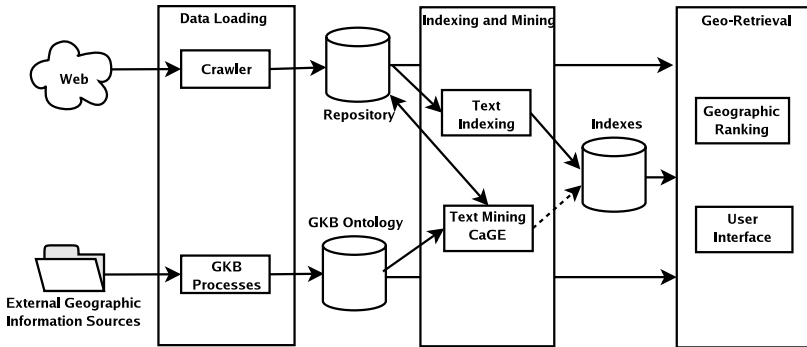 Data Loading
Indexing and Mining
Geo-Retrieval
Web
Crawler
Repository
Text
Indexing
Indexes
Geographic
Ranking
GKB Ontology
Text Mining
CaGE
User
Interface
GKB
Processes
External Geographic
Information Sources